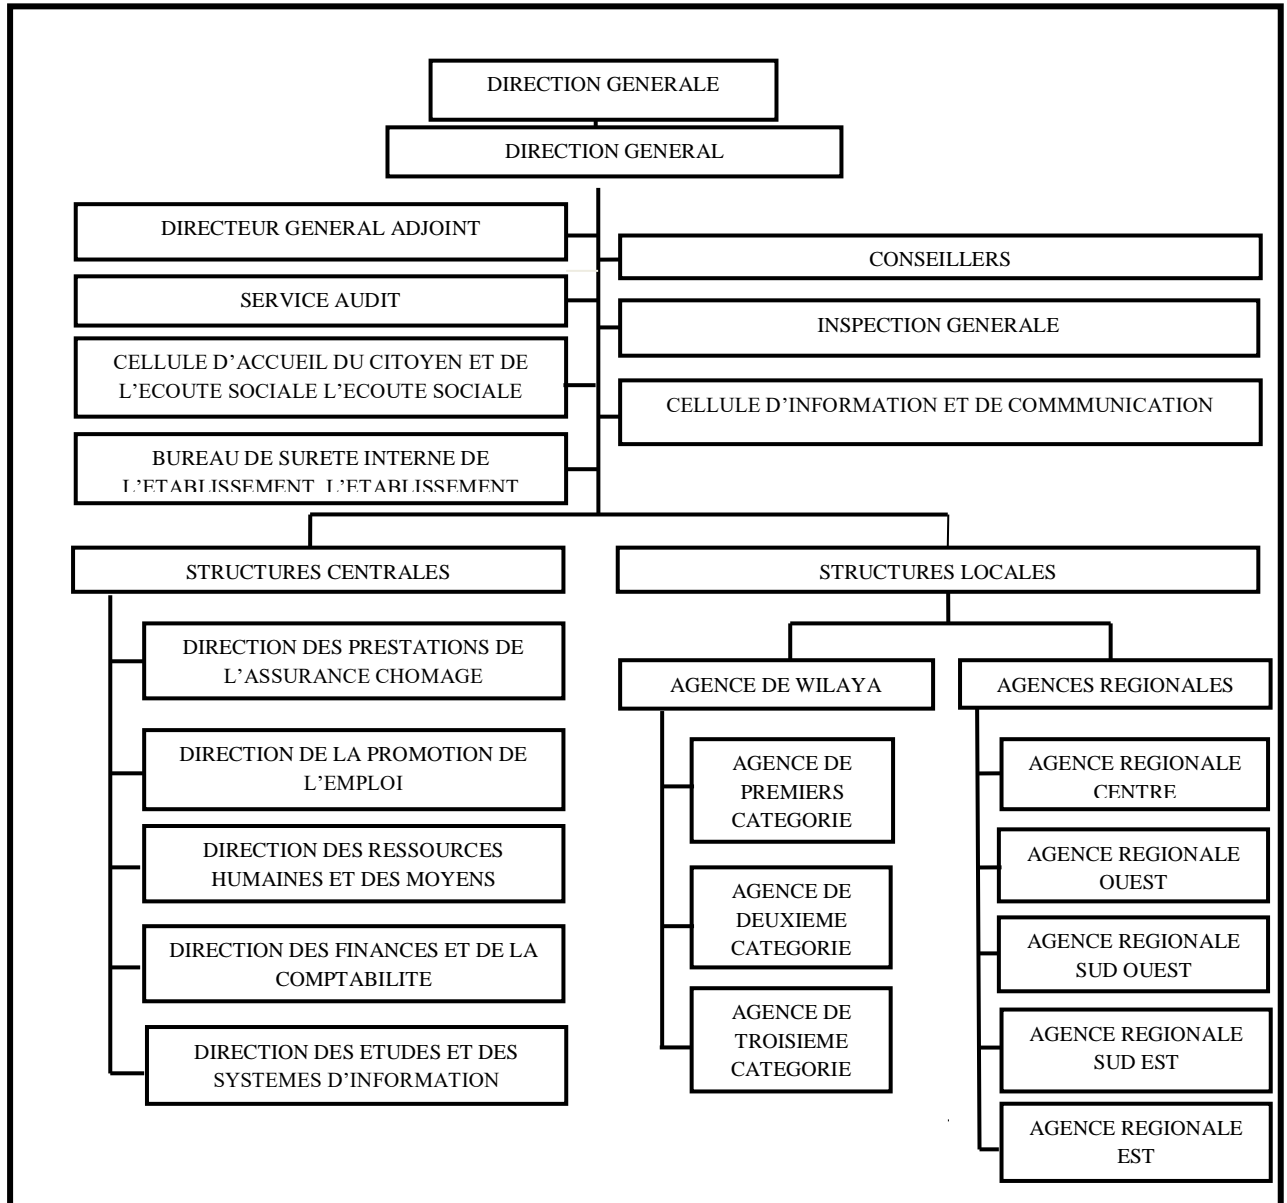 DIRECTION GENERALE
DIRECTION GENERAL
DIRECTEUR GENERAL ADJOINT
CONSEILLERS
SERVICE AUDIT
INSPECTION GENERALE
CELLULE D’ACCUEIL DU CITOYEN ET DE
L’ECOUTE SOCIALE L’ECOUTE SOCIALE
CELLULE D’INFORMATION ET DE COMMMUNICATION
BUREAU DE SURETE INTERNE DE
L’ETABLISSEMENT L’ETABLISSEMENT
STRUCTURES CENTRALES
STRUCTURES LOCALES
DIRECTION DES PRESTATIONS DE
L’ASSURANCE CHOMAGE
DIRECTION DE LA PROMOTION DE
L’EMPLOI
DIRECTION DES RESSOURCES
HUMAINES ET DES MOYENS
DIRECTION DES FINANCES ET DE LA
COMPTABILITE
DIRECTION DES ETUDES ET DES
SYSTEMES D’INFORMATION
AGENCE DE WILAYA
AGENCE DE
PREMIERS
CATEGORIE
AGENCE DE
DEUXIEME
CATEGORIE
AGENCE DE
TROISIEME
CATEGORIE
AGENCES REGIONALES
AGENCE REGIONALE
CENTRE
AGENCE REGIONALE
OUEST
AGENCE REGIONALE
SUD OUEST
AGENCE REGIONALE
SUD EST
AGENCE REGIONALE
EST